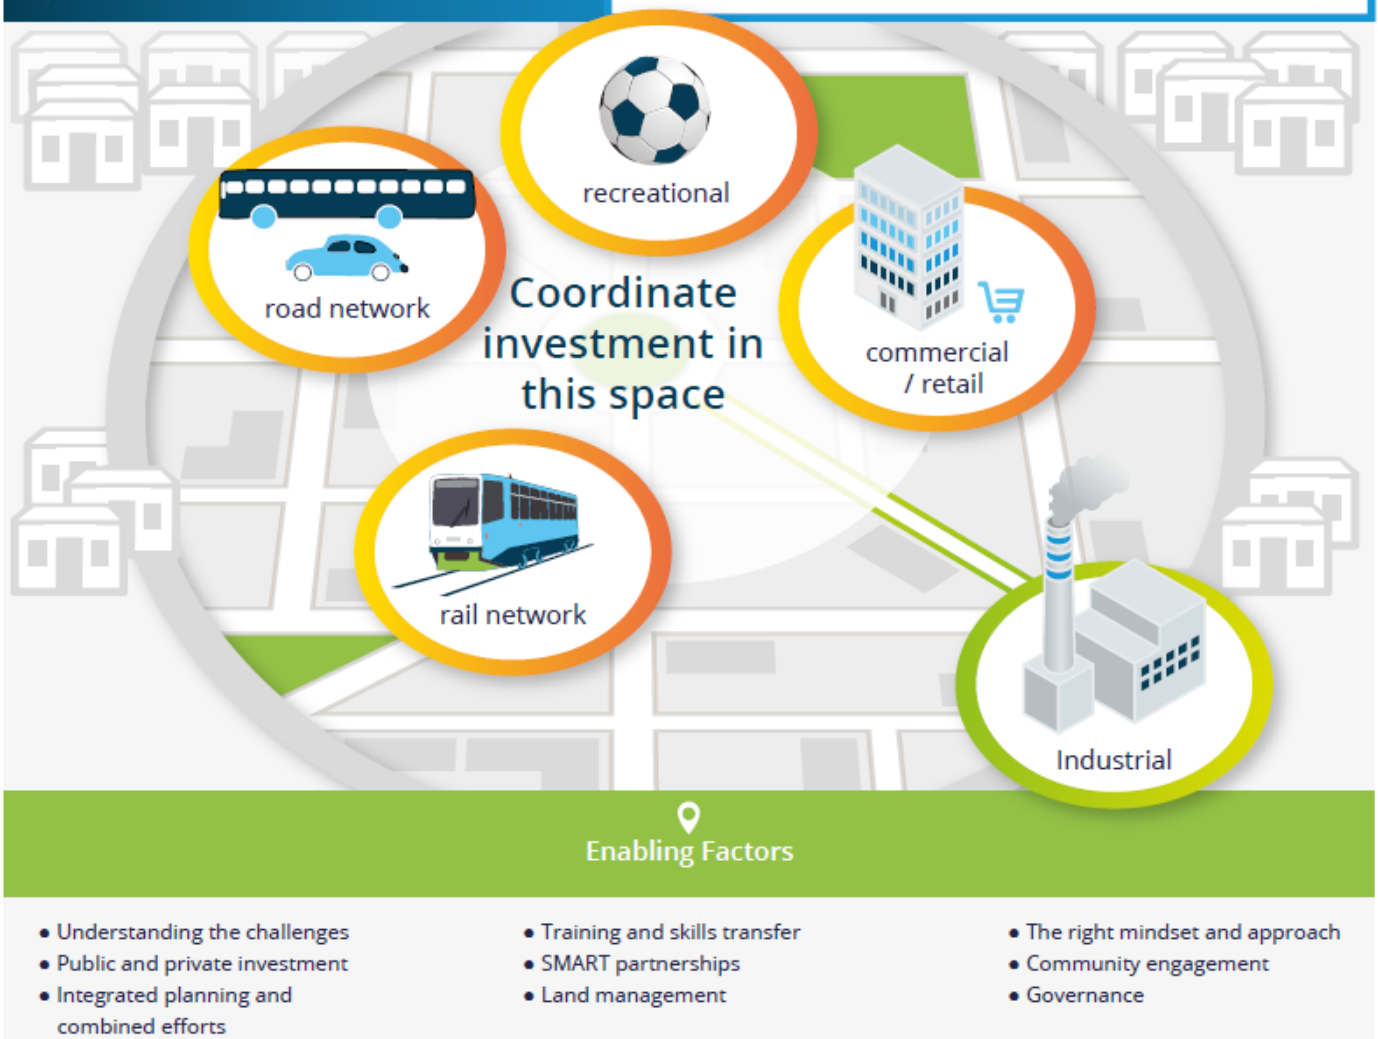 recreational
road network
Coordinate
investment in
this space
commercial
/ retail
rail network
Industrial
Enabling Factors
• Understanding the challenges
• Public and private investment
• Integrated planning and
combined efforts
• Training and skills transfer
• SMART partnerships
• Land management
• The right mindset and approach
• Community engagement
• Governance